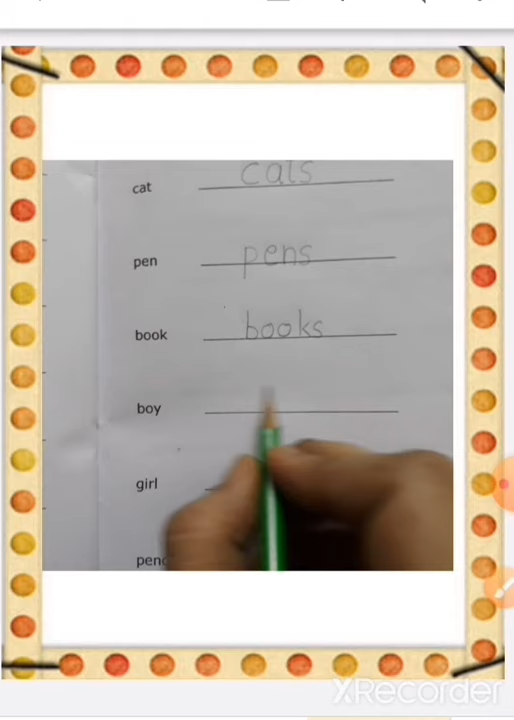 cat cats
pen pens
book books
boy
girl
XRecorder